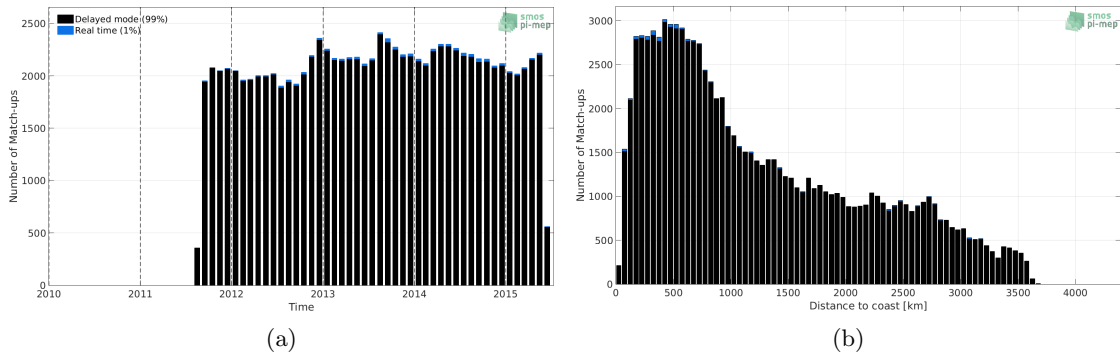 Delayed mode (99%)
Real time (1%)
smos
pi-mep
Number of Match-ups
2500
2000
1500
1000
500
0
2010 2011 2012 2013 2014 2015
Time
(a)
smos
pi-mep
Number of Match-ups
3000
2500
2000
1500
1000
500
0
0 500 1000 1500 2000 2500 3000 3500 4000
Distance to coast [km]
(b)